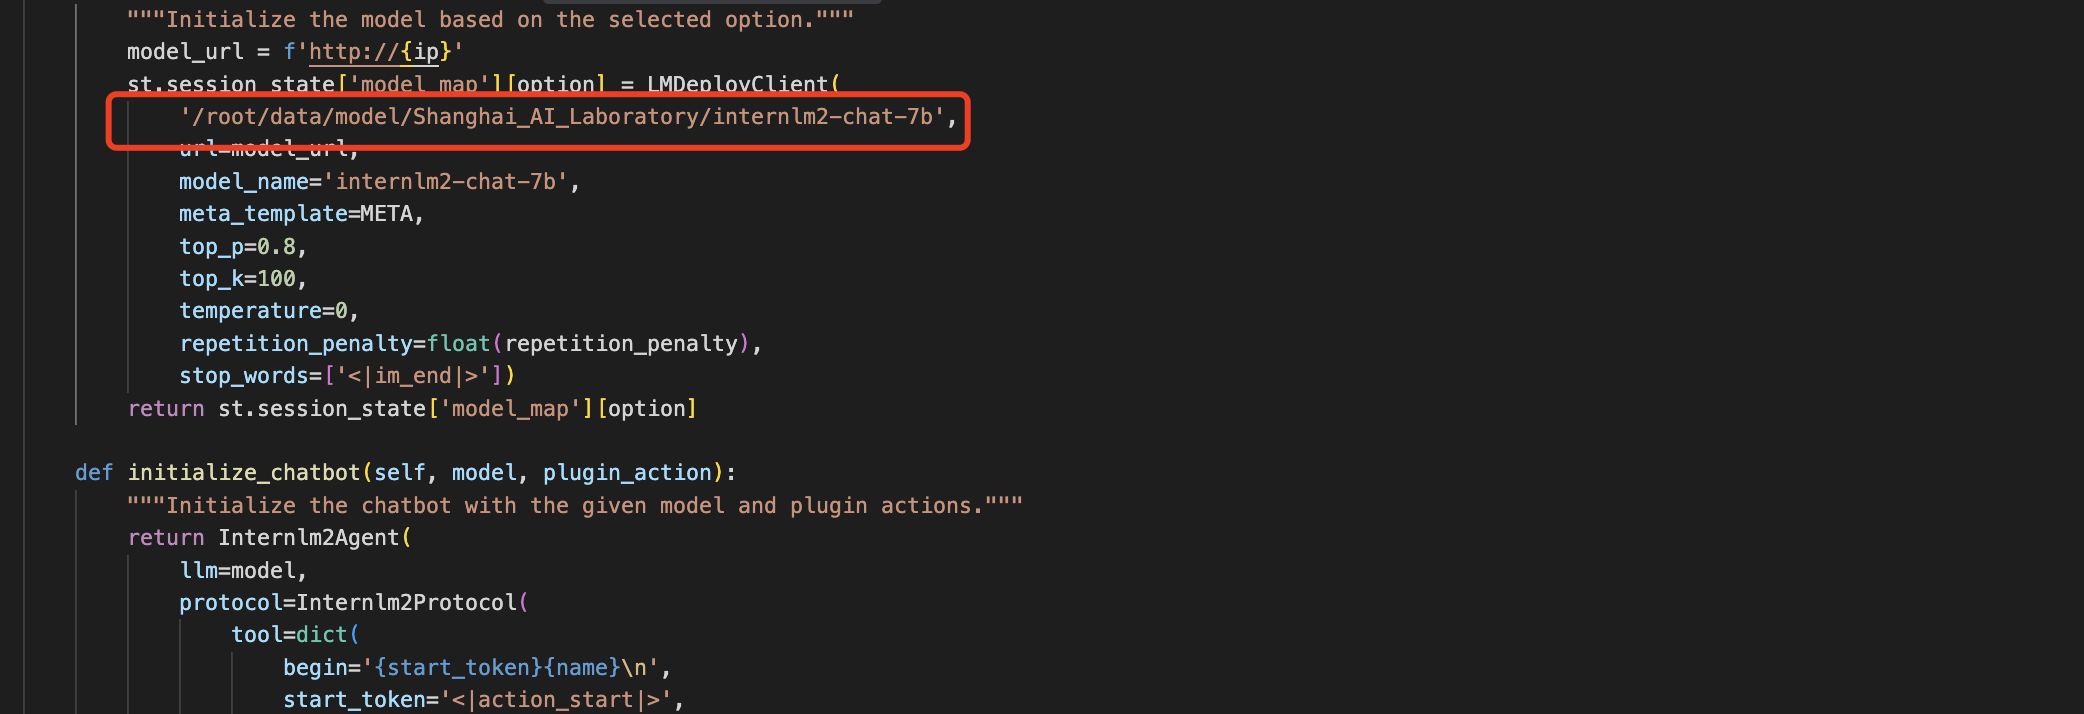 """Initialize the model based on the selected option."""
model_url = f'http://{ip}'
st.session_state['model_map'][option] = LMDeployClient(
'/root/data/model/Shanghai_AI_Laboratory/internlm2-chat-7b',
url=model_url,
model_name='internlm2-chat-7b',
meta_template=META,
top_p=0.8,
top_k=100,
temperature=0,
repetition_penalty=float(repetition_penalty),
stop_words=['<|im_end|>'])
return st.session_state['model_map'][option]
def initialize_chatbot(self, model, plugin_action):
"""Initialize the chatbot with the given model and plugin actions."""
return Internlm2Agent(
llm=model,
protocol=Internlm2Protocol(
tool=dict(
begin='{start_token}{name}\n',
start_token='<|action_start|>',